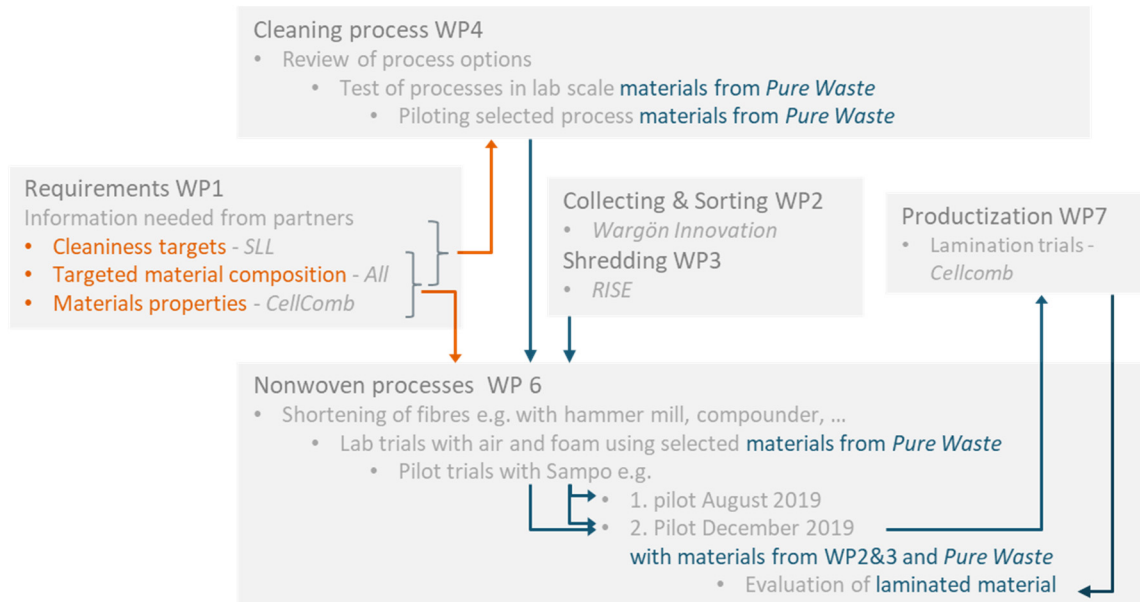 Cleaning process WP4
• Review of process options
• Test of processes in lab scale materials from Pure Waste
• Piloting selected process materials from Pure Waste
Requirements WP1
Information needed from partners
• Cleaniness targets - SLL
• Targeted material composition - All
• Materials properties - CellComb
Collecting & Sorting WP2
• Wargön Innovation
Shredding WP3
• RISE
Productization WP7
• Lamination trials -
Cellcomb
Nonwoven processes WP 6
• Shortening of fibres e.g. with hammer mill, compounder, ...
• Lab trials with air and foam using selected materials from Pure Waste
• Pilot trials with Sampo e.g.
• 1. pilot August 2019
• 2. Pilot December 2019
with materials from WP2&3 and Pure Waste
• Evaluation of laminated material